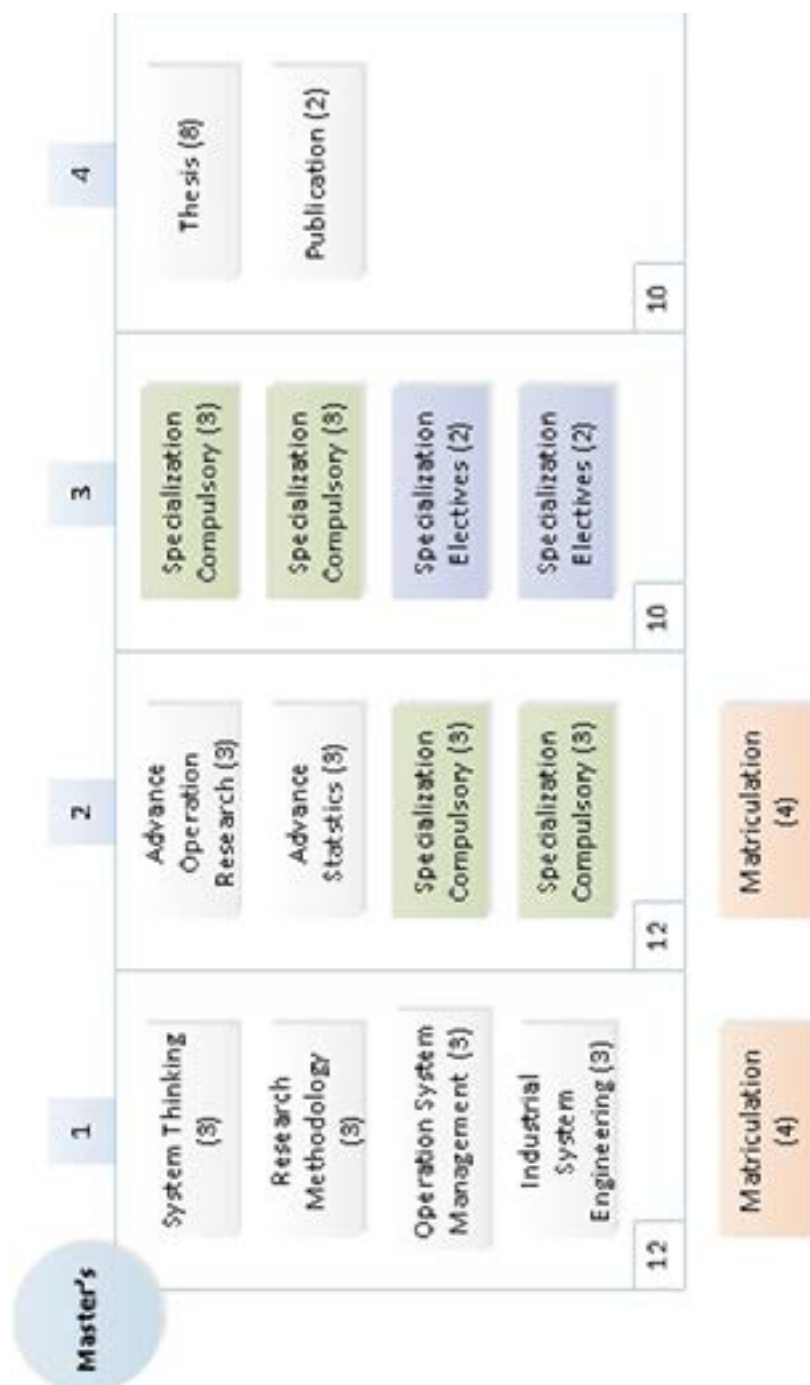 Master's
1
System Thinking
(3)
Research
Methodology
(3)
Operation System
Management (3)
Industrial
System
Engineering (3)
12
Matriculation
(4)
2
Advance
Operation
Research (3)
Advance
Statstics (3)
Specialization
Compulsory (3)
Specialization
Compulsory (3)
12
Matriculation
(4)
3
Specialization
Compulsory (3)
Specialization
Compulsory (3)
Specialization
Electives (2)
Specialization
Electives (2)
10
4
Thesis (8)
Publication (2)
10